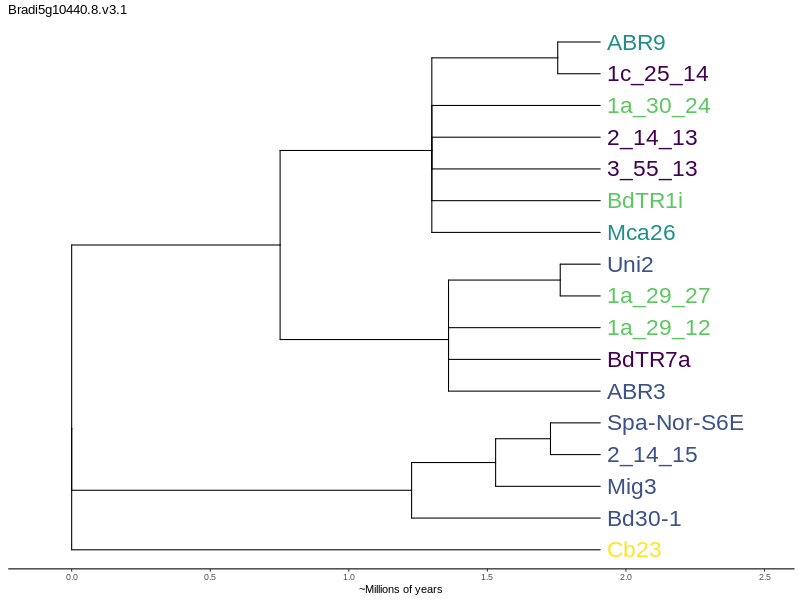 Bradi5g10440.8.v3.1
ABR9
1c_25_14
1a_30_24
2_14_13
3_55_13
BdTR1i
Mca26
Uni2
1a_29_27
1a_29_12
BdTR7a
ABR3
Spa-Nor-S6E
2_14_15
Mig3
Bd30-1
Cb23
0.0 0.5 1.0 1.5 2.0 2.5
~Millions of years